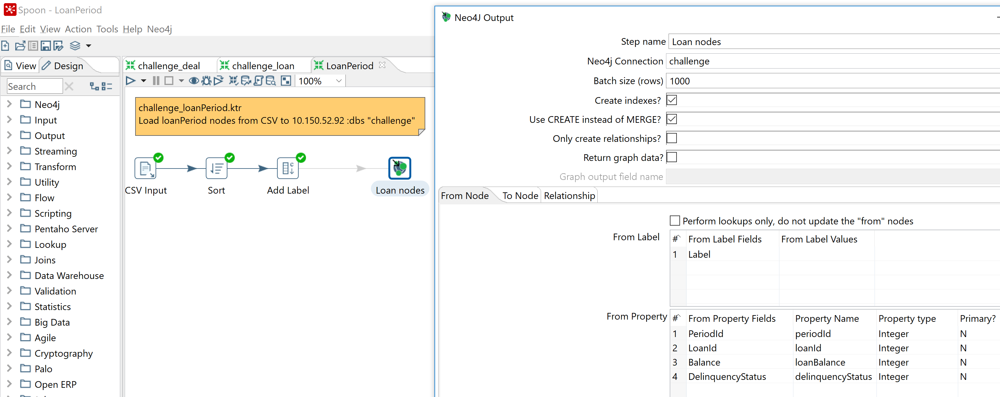 Spoon - LoanPeriod
File Edit View Action Tools Help Neo4j
View Design
Search
Neo4j
Input
Output
Streaming
Transform
Utility
Flow
Scripting
Pentaho Server
Lookup
Joins
Data Warehouse
Validation
Statistics
Big Data
Agile
Cryptography
Palo
Open ERP
challenge_deal challenge_loan LoanPeriod
100%
challenge_loanPeriod.ktr
Load loanPeriod nodes from CSV to 10.150.52.92 :dbs "challenge"
CSV Input Sort Add Label Loan nodes
Neo4J Output
Step name Loan nodes
Neo4j Connection challenge
Batch size (rows) 1000
Create indexes?
Use CREATE instead of MERGE?
Only create relationships?
Return graph data?
Graph output field name
From Node To Node Relationship
Perform lookups only, do not update the "from" nodes
From Label
# From Label Fields From Label Values
1 Label
From Property
# From Property Fields Property Name Property type Primary?
1 PeriodId periodId Integer N
2 LoanId loanId Integer N
3 Balance loanBalance Integer N
4 DelinquencyStatus delinquencyStatus Integer N